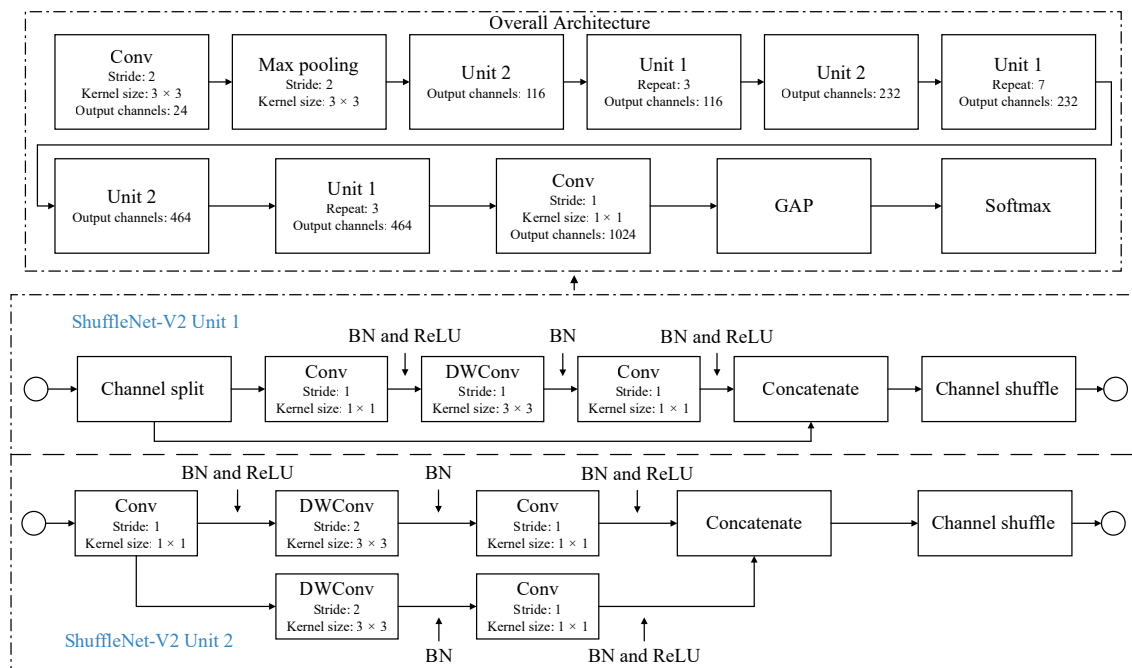 Overall Architecture
Conv
Stride: 2
Kernel size: 3 × 3
Output channels: 24
Max pooling
Stride: 2
Kernel size: 3 × 3
Unit 2
Output channels: 116
Unit 1
Repeat: 3
Output channels: 116
Unit 2
Output channels: 232
Unit 1
Repeat: 7
Output channels: 232
Unit 2
Output channels: 464
Unit 1
Repeat: 3
Output channels: 464
Conv
Stride: 1
Kernel size: 1 × 1
Output channels: 1024
GAP
Softmax
ShuffleNet-V2 Unit 1
BN and ReLU
BN
BN and ReLU
Channel split
Conv
Stride: 1
Kernel size: 1 × 1
DWConv
Stride: 1
Kernel size: 3 × 3
Conv
Stride: 1
Kernel size: 1 × 1
Concatenate
Channel shuffle
BN and ReLU
BN
BN and ReLU
Conv
Stride: 1
Kernel size: 1 × 1
DWConv
Stride: 2
Kernel size: 3 × 3
Conv
Stride: 1
Kernel size: 1 × 1
Concatenate
Channel shuffle
DWConv
Stride: 2
Kernel size: 3 × 3
Conv
Stride: 1
Kernel size: 1 × 1
ShuffleNet-V2 Unit 2
BN
BN and ReLU